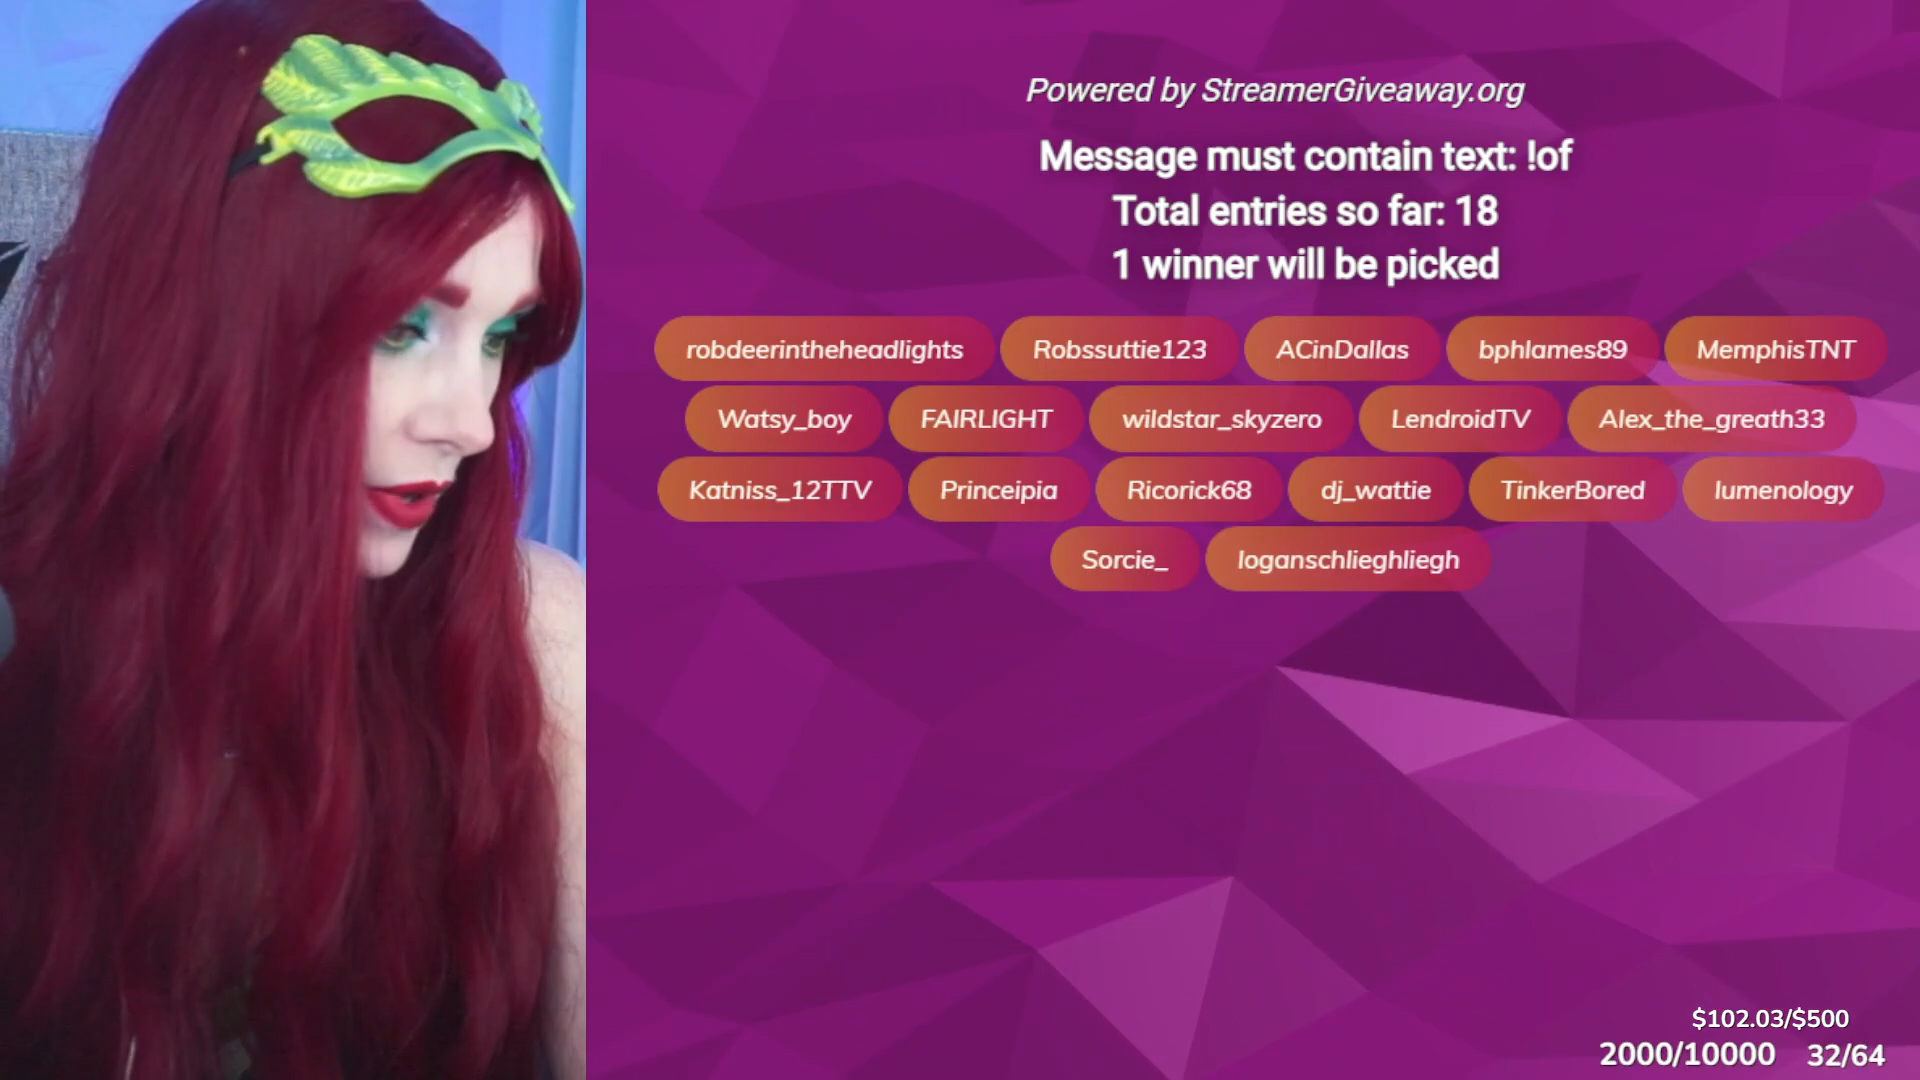 Powered by StreamerGiveaway.org
Message must contain text: !of
Total entries so far: 18
1 winner will be picked
robdeerintheheadlights Robssuttie123 ACinDallas bphlames89 MemphisTNT
Watsy_boy FAIRLIGHT wildstar_skyzero LendroidTV Alex_the_greath33
Katniss_12TTV Princeipia Ricorick68 dj_wattie TinkerBored lumenology
Sorcie_ loganschlieghliegh
$102.03/$500
2000/10000 32/64